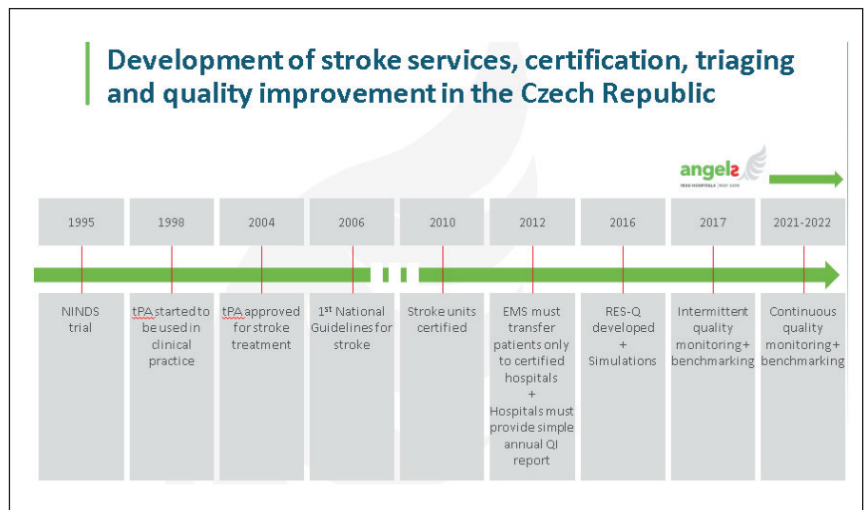 Development of stroke services, certification, triaging
and quality improvement in the Czech Republic
angels
1995
1998
2004
2006
2010
2012
2016
2017
2021-2022
NINDS
trial
tPA started to
be used in
clinical
practice
tPA approved
for stroke
treatment
1st National
Guidelines for
stroke
Stroke units
certified
EMS must
transfer
patients only
to certified
hospitals
+
Hospitals must
provide simple
annual QI
report
RES-Q
developed
+
Simulations
Intermittent
quality
monitoring+
benchmarking
Continuous
quality
monitoring+
benchmarking